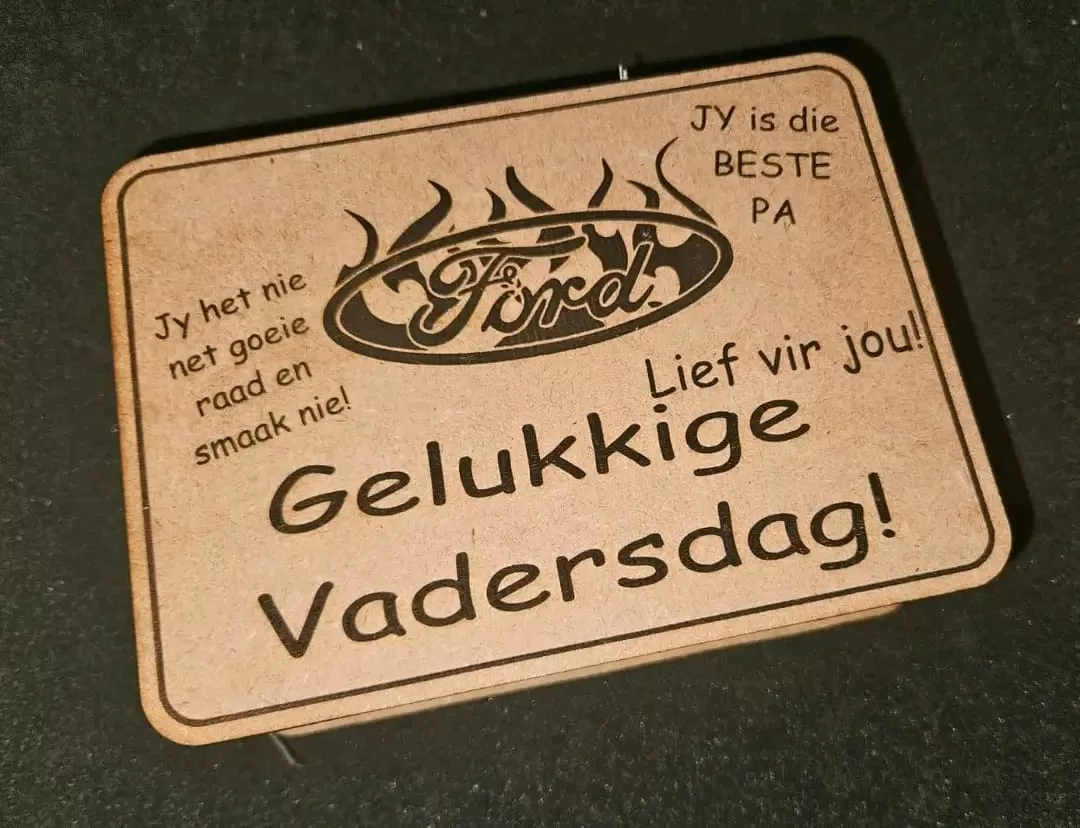 JY is die
BESTE
PA
Ford
Jy het nie
net goeie
raad en
smaak nie!
Lief vir jou!
Gelukkige
Vadersdag!